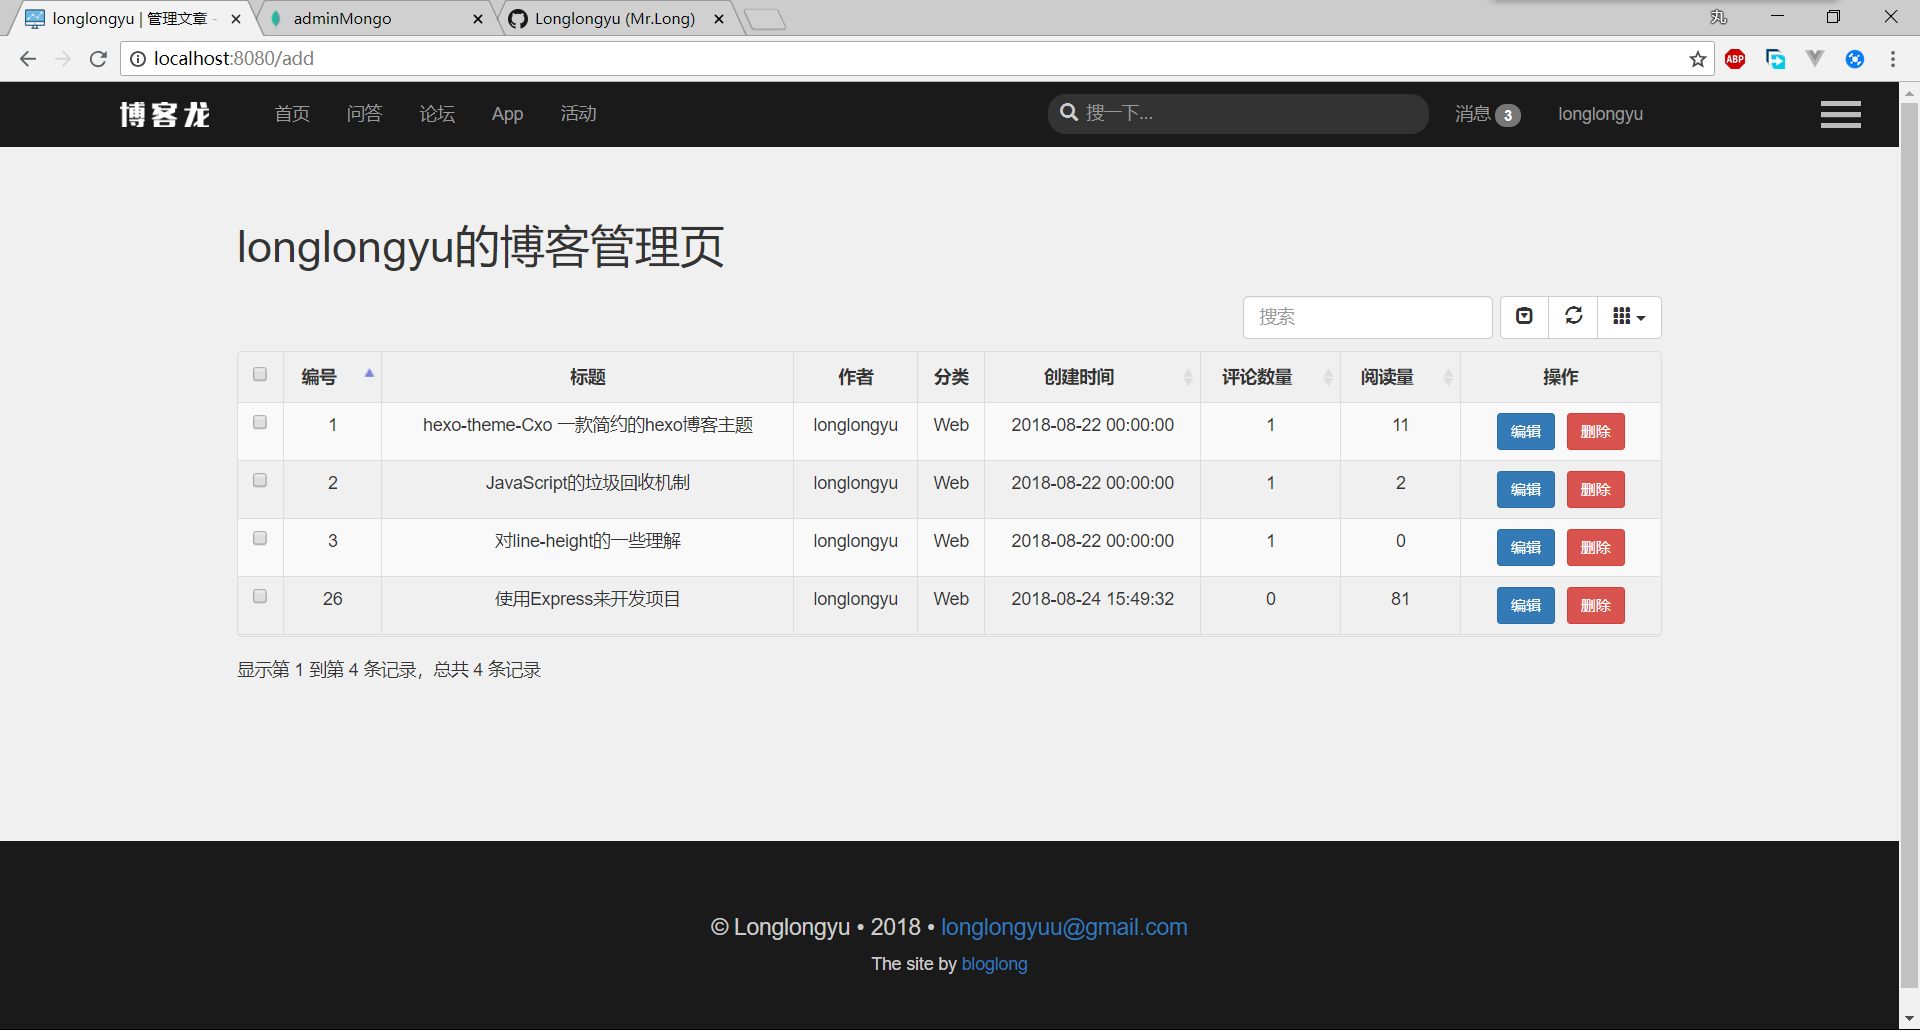 longlongyu | 管理文章 -
adminMongo
Longlongyu (Mr.Long)
丸
localhost:8080/add
ABP
博客龙 首页 问答 论坛 App 活动 搜一下... 消息 3 longlongyu
longlongyu的博客管理页
搜索
编号 标题 作者 分类 创建时间 评论数量 阅读量 操作
1 hexo-theme-Cxo 一款简约的hexo博客主题 longlongyu Web 2018-08-22 00:00:00 1 11 编辑 删除
2 JavaScript的垃圾回收机制 longlongyu Web 2018-08-22 00:00:00 1 2 编辑 删除
3 对line-height的一些理解 longlongyu Web 2018-08-22 00:00:00 1 0 编辑 删除
26 使用Express来开发项目 longlongyu Web 2018-08-24 15:49:32 0 81 编辑 删除
显示第 1 到第 4 条记录，总共 4 条记录
© Longlongyu • 2018 • longlongyuu@gmail.com
The site by bloglong